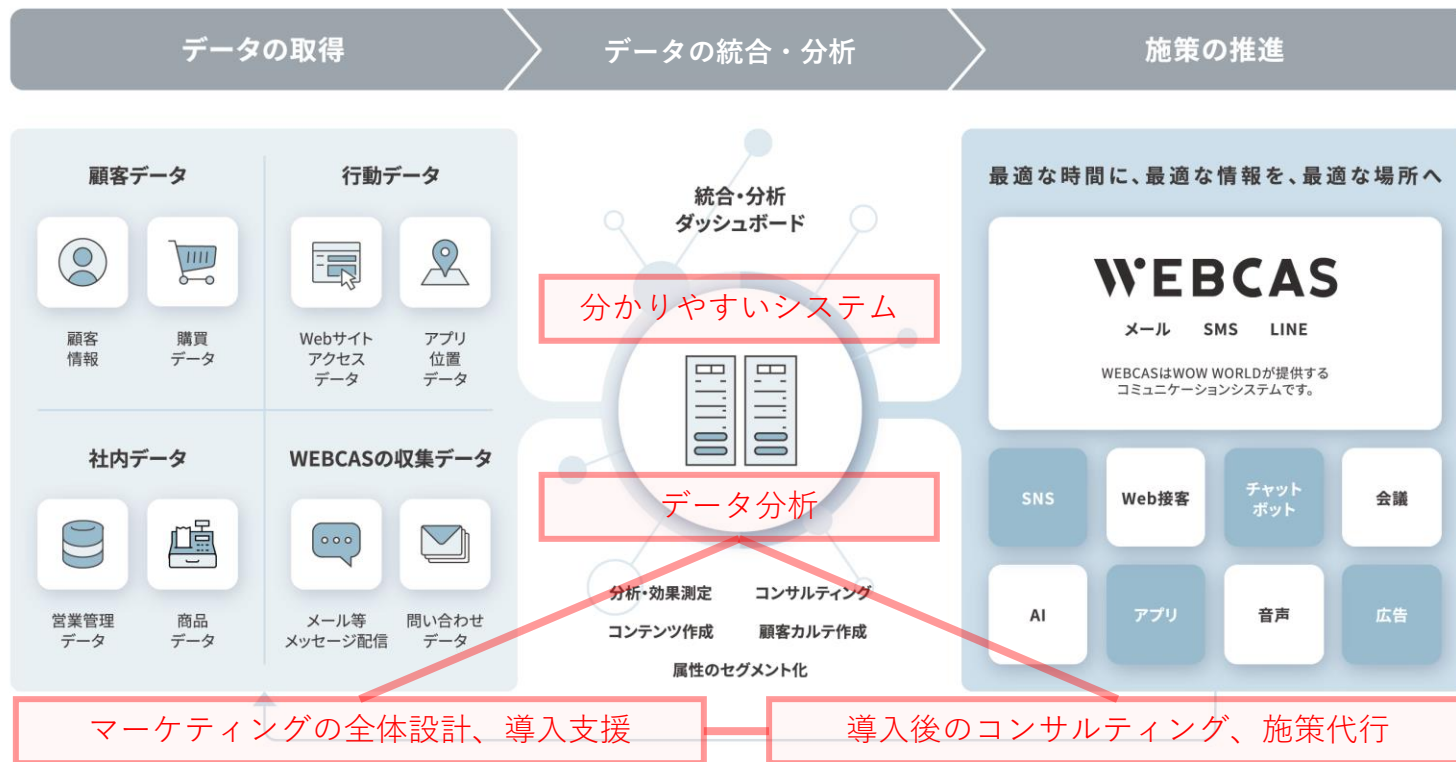 データの取得
データの統合・分析
施策の推進
顧客データ
行動データ
顧客
情報
購買
データ
Webサイト
アクセス
データ
アプリ
位置
データ
社内データ
WEBCASの収集データ
営業管理
データ
商品
データ
メール等
メッセージ配信
問い合わせ
データ
統合・分析
ダッシュボード
分かりやすいシステム
データ分析
分析・効果測定
コンサルティング
コンテンツ作成
顧客カルテ作成
属性のセグメント化
最適な時間に、最適な情報を、最適な場所へ
WEBCAS
メール SMS LINE
WEBCASはWOW WORLDが提供する
コミュニケーションシステムです。
SNS
Web接客
チャット
ボット
会議
AI
アプリ
音声
広告
マーケティングの全体設計、導入支援
導入後のコンサルティング、施策代行